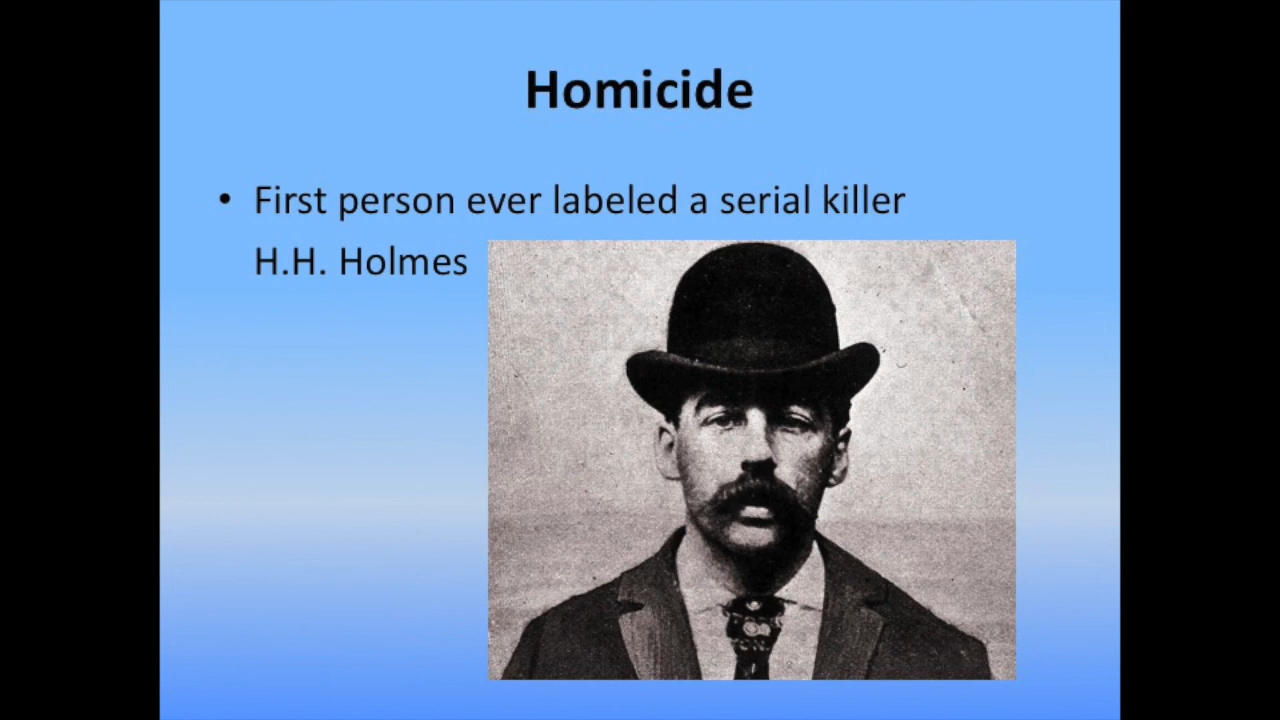 Homicide
• First person ever labeled a serial killer
H.H. Holmes